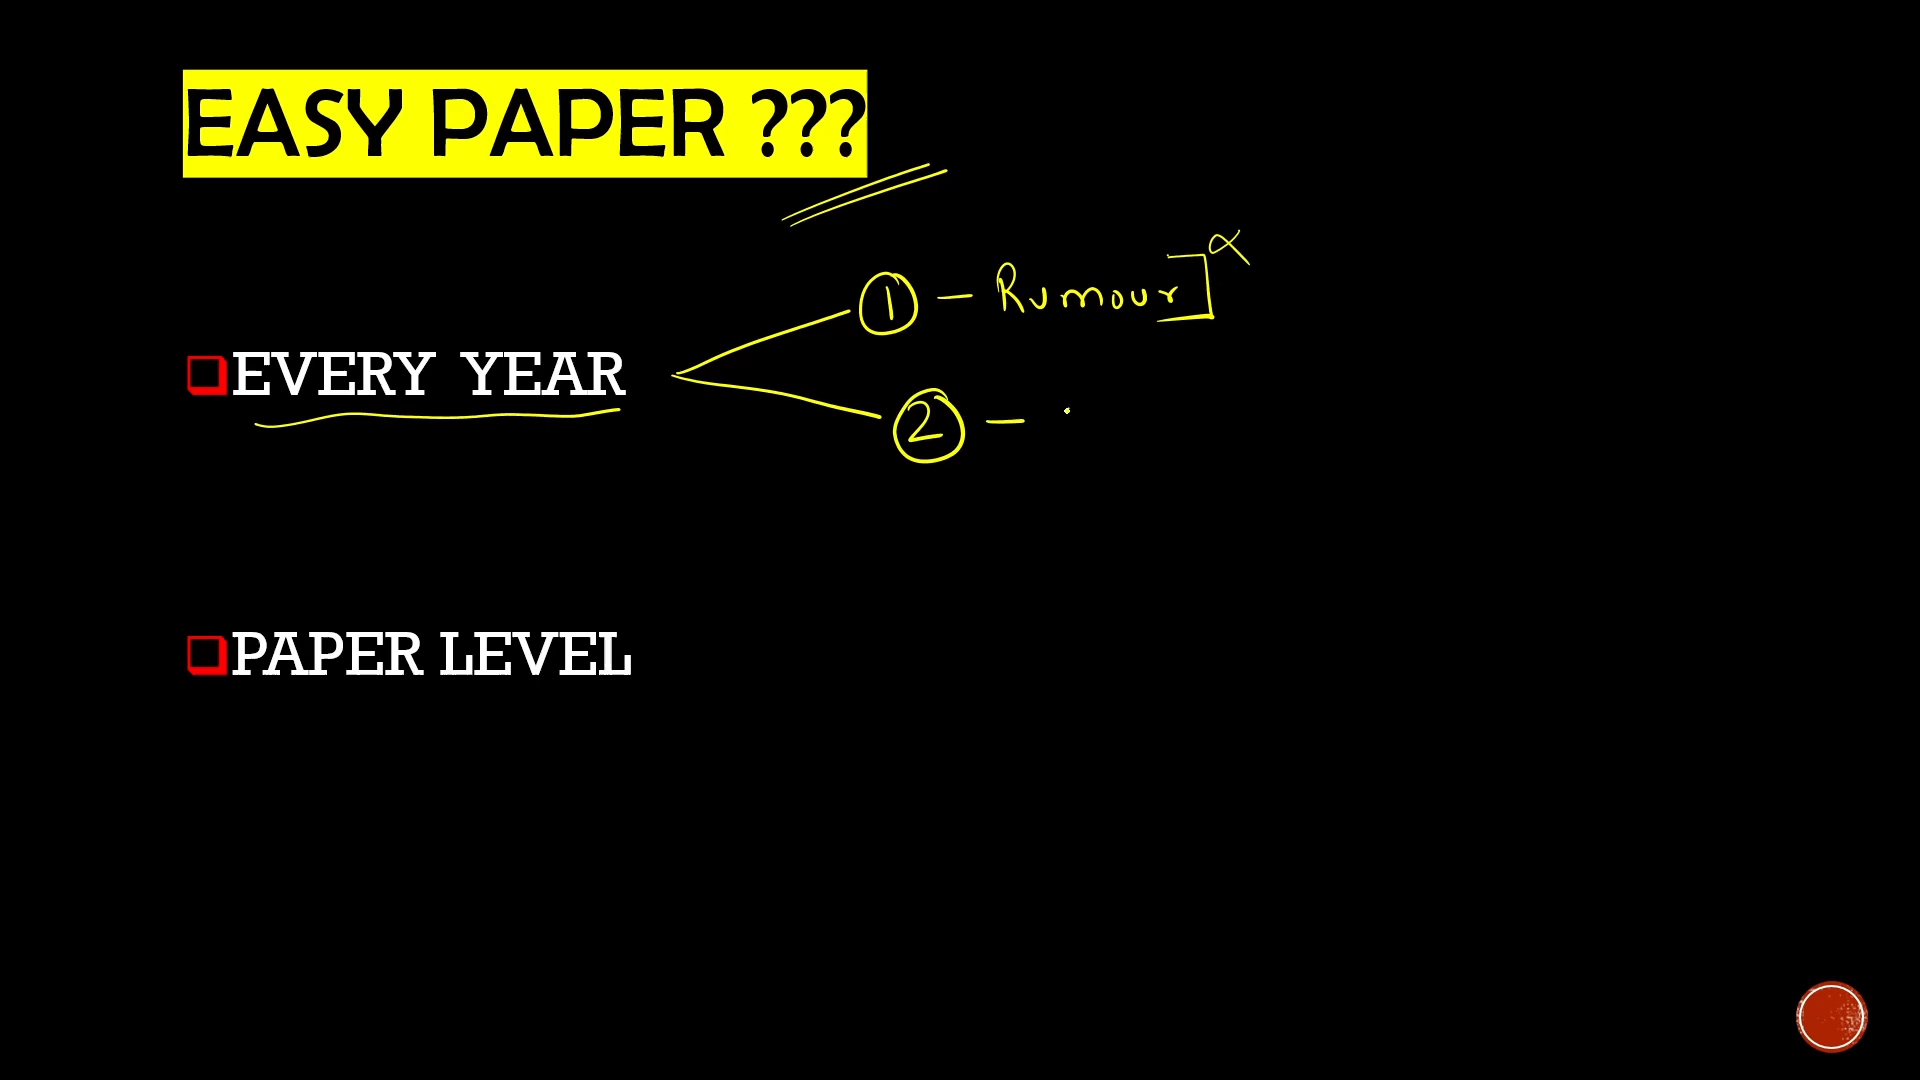 EASY PAPER ???
① – Rumour]α
EVERY YEAR
② –
PAPER LEVEL